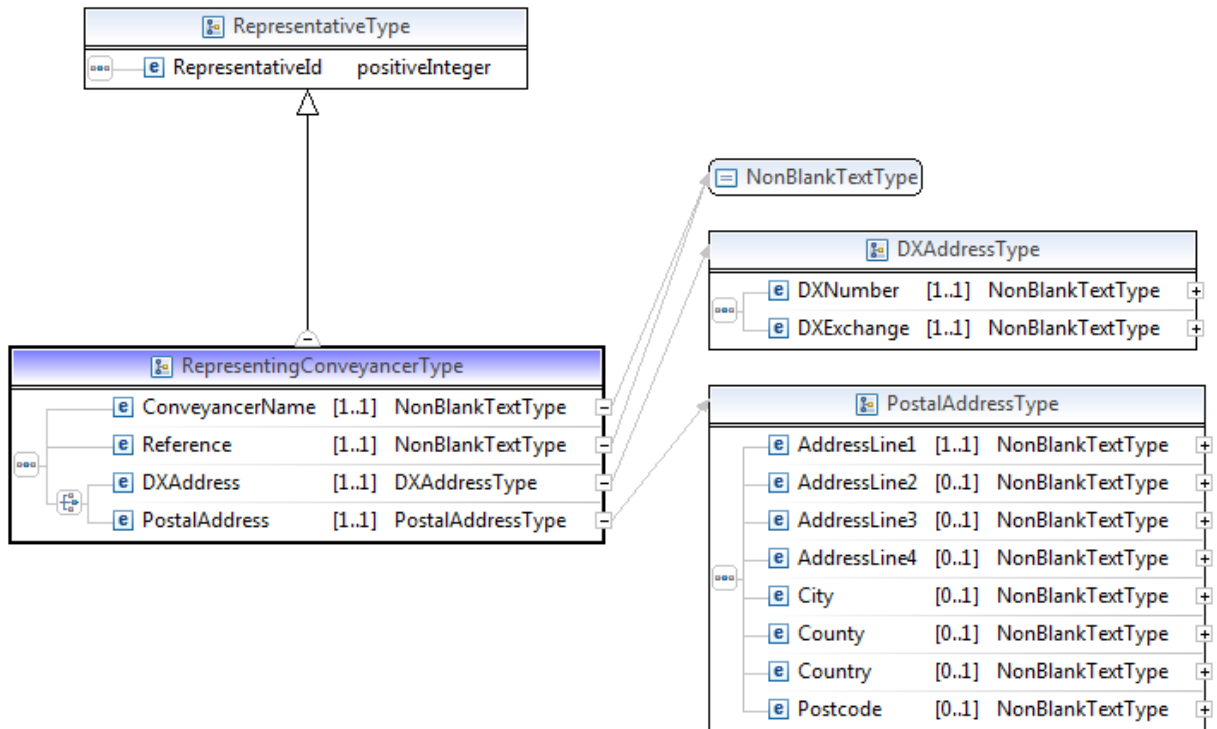 RepresentativeType
e RepresentativeId positiveInteger
NonBlankTextType
DXAddressType
e DXNumber [1..1] NonBlankTextType
e DXExchange [1..1] NonBlankTextType
RepresentingConveyancerType
e ConveyancerName [1..1] NonBlankTextType
e Reference [1..1] NonBlankTextType
e DXAddress [1..1] DXAddressType
e PostalAddress [1..1] PostalAddressType
PostalAddressType
e AddressLine1 [1..1] NonBlankTextType
e AddressLine2 [0..1] NonBlankTextType
e AddressLine3 [0..1] NonBlankTextType
e AddressLine4 [0..1] NonBlankTextType
e City [0..1] NonBlankTextType
e County [0..1] NonBlankTextType
e Country [0..1] NonBlankTextType
e Postcode [0..1] NonBlankTextType